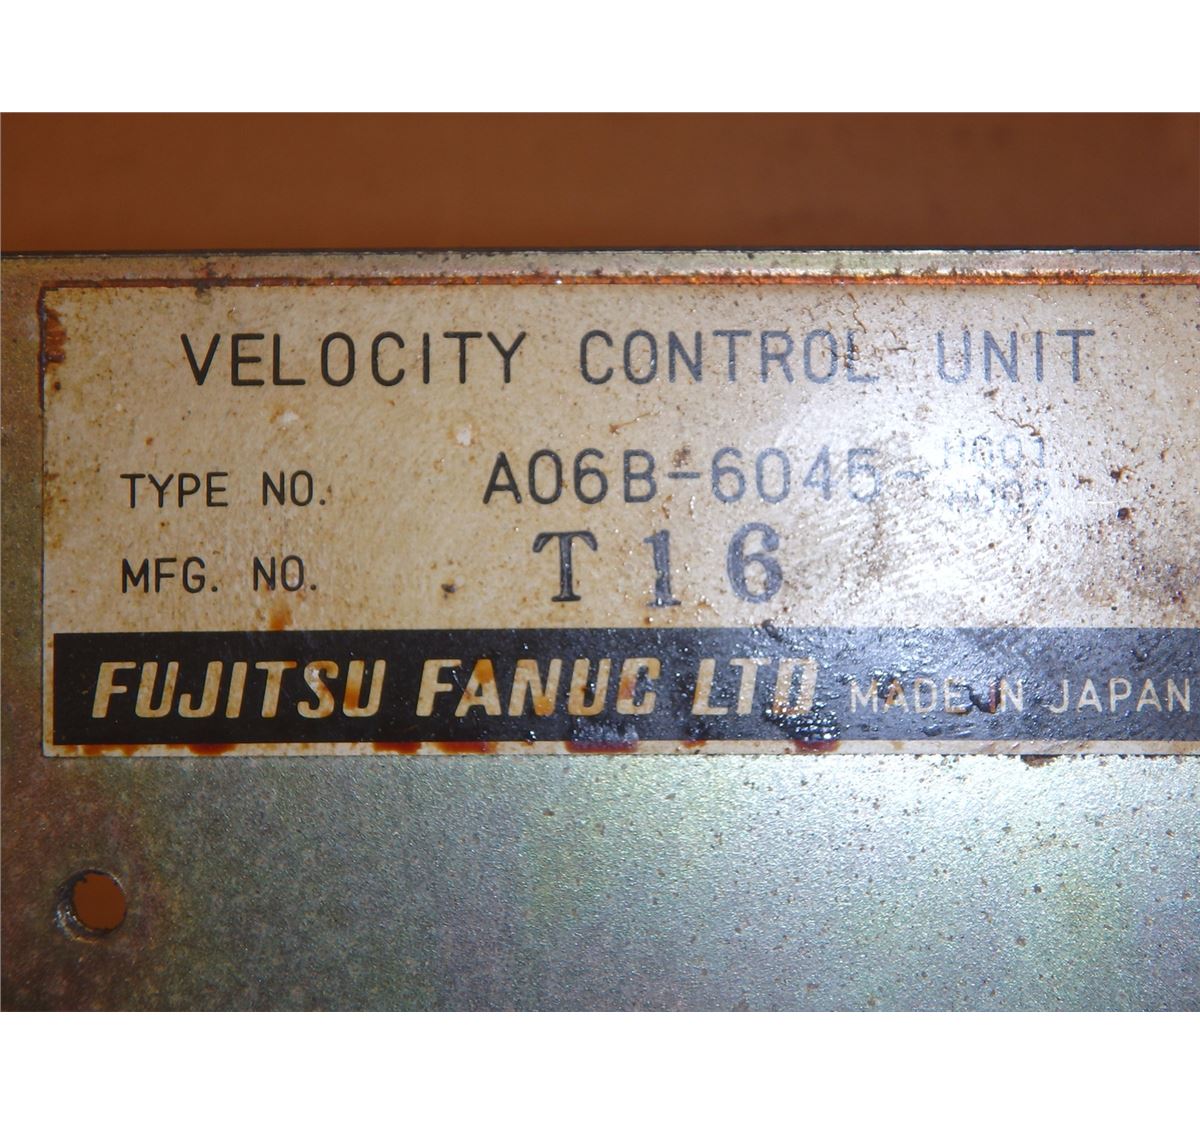 VELOCITY CONTROL UNIT
TYPE NO. A06B-6045-
MFG. NO. T16
FUJITSU FANUC LTD MADE IN JAPAN